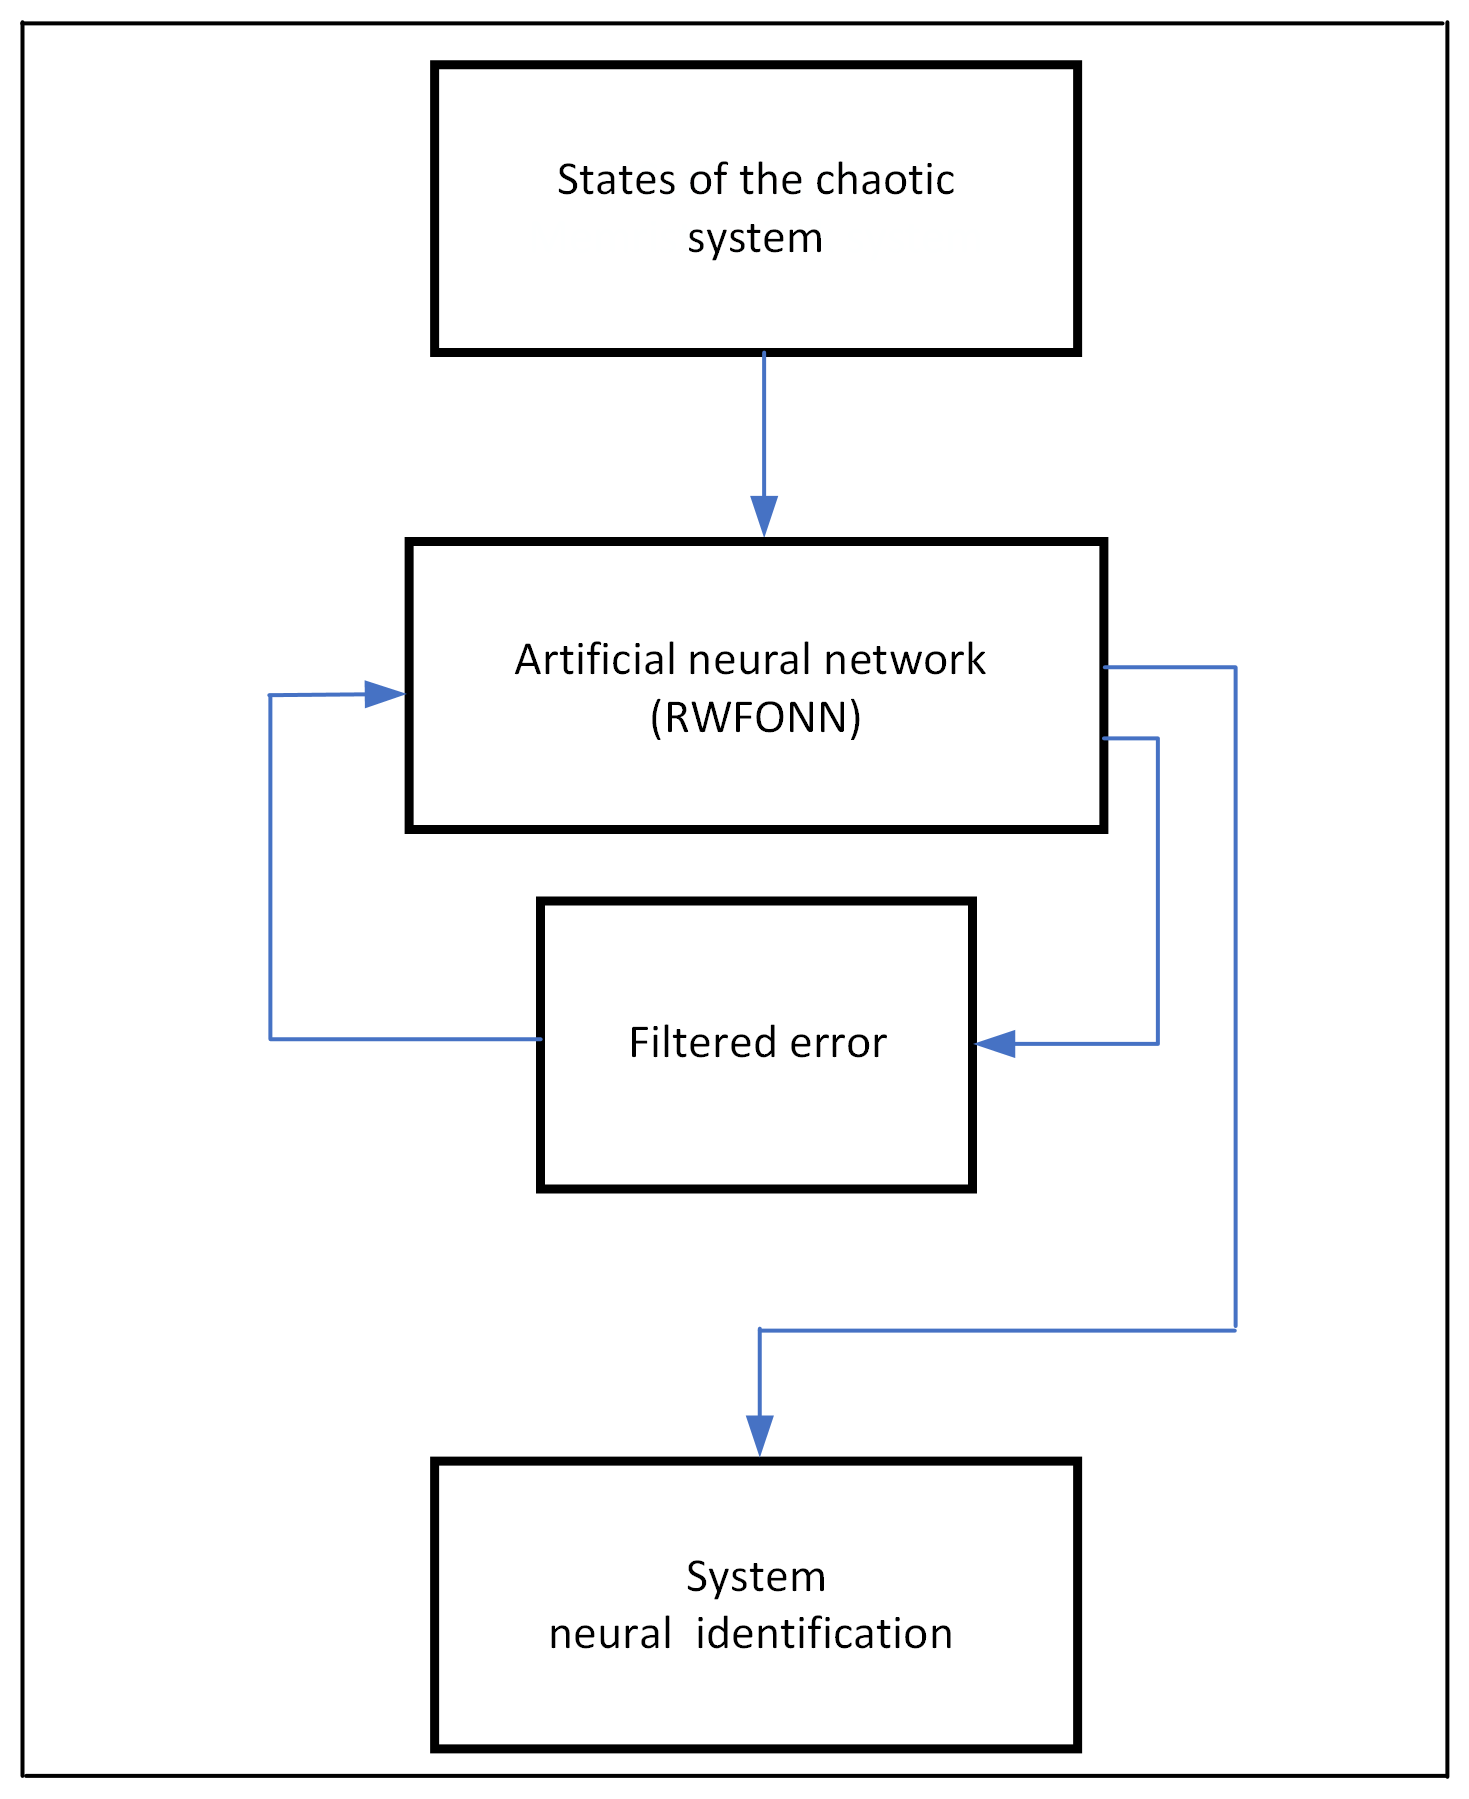 States of the chaotic
system
Artificial neural network
(RWFONN)
Filtered error
System
neural  identification